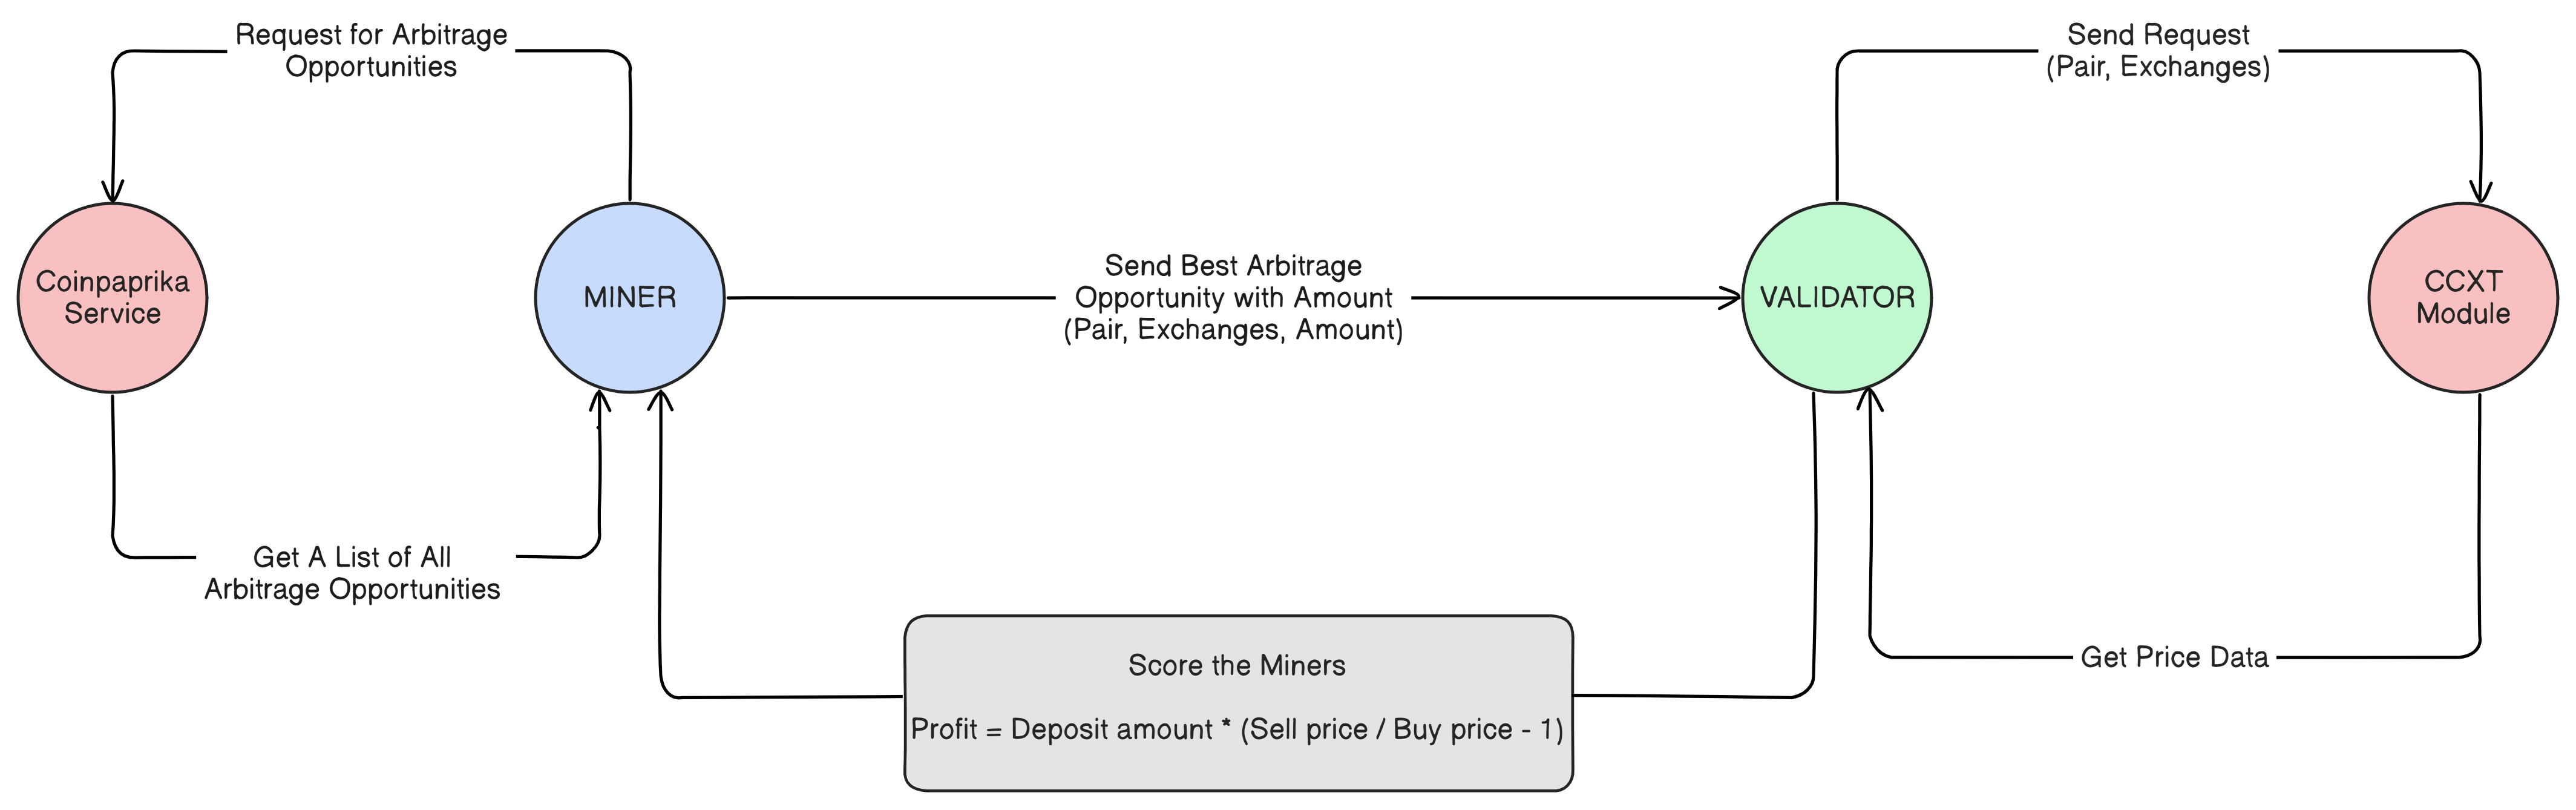 Request for Arbitrage
Opportunities
Send Request
(Pair, Exchanges)
Coinpaprika
Service
MINER
Send Best Arbitrage
Opportunity with Amount
(Pair, Exchanges, Amount)
VALIDATOR
CCXT
Module
Get A List of All
Arbitrage Opportunities
Get Price Data
Score the Miners
Profit = Deposit amount * (Sell price / Buy price - 1)